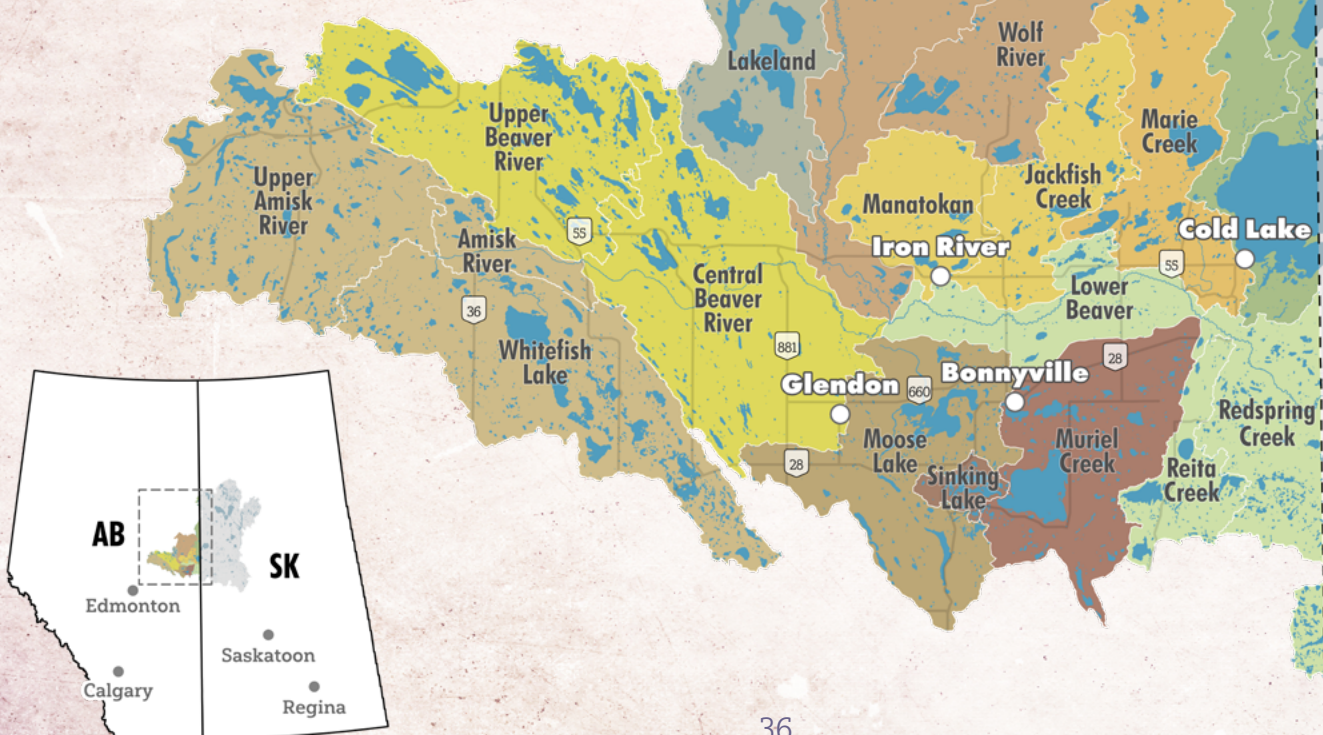 Lakeland
Wolf
River
Upper
Beaver
River
Marie
Creek
Upper
Amisk
River
Jackfish
Creek
Manatokan
55
Amisk
River
Iron River
Cold Lake
55
Central
Beaver
River
Lower
Beaver
36
Whitefish
Lake
881
28
Glendon
660
Bonnyville
Moose
Lake
28
Sinking
Lake
Muriel
Creek
Redspring
Creek
Reita
Creek
AB
SK
Edmonton
Saskatoon
Calgary
Regina
36